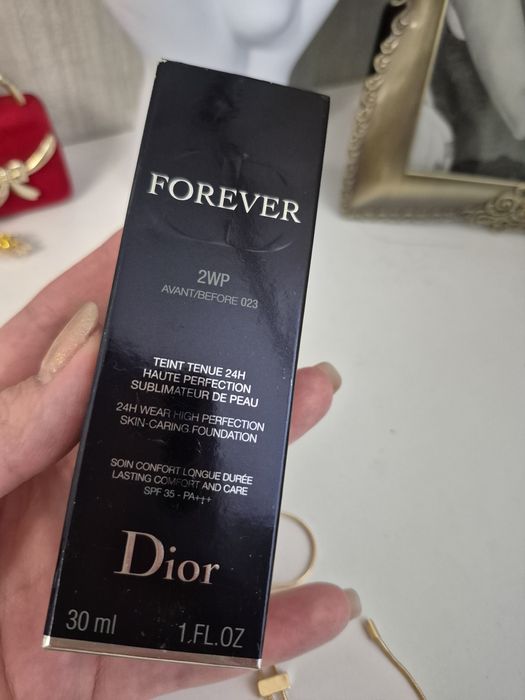 FOREVER
2WP
AVANT/BEFORE 023
TEINT TENUE 24H
HAUTE PERFECTION
SUBLIMATEUR DE PEAU
24H WEAR HIGH PERFECTION
SKIN-CARING FOUNDATION
SOIN CONFORT LONGUE DURÉE
LASTING COMFORT AND CARE
SPF 35 - PA+++
Dior
30 ml 1.FL.OZ